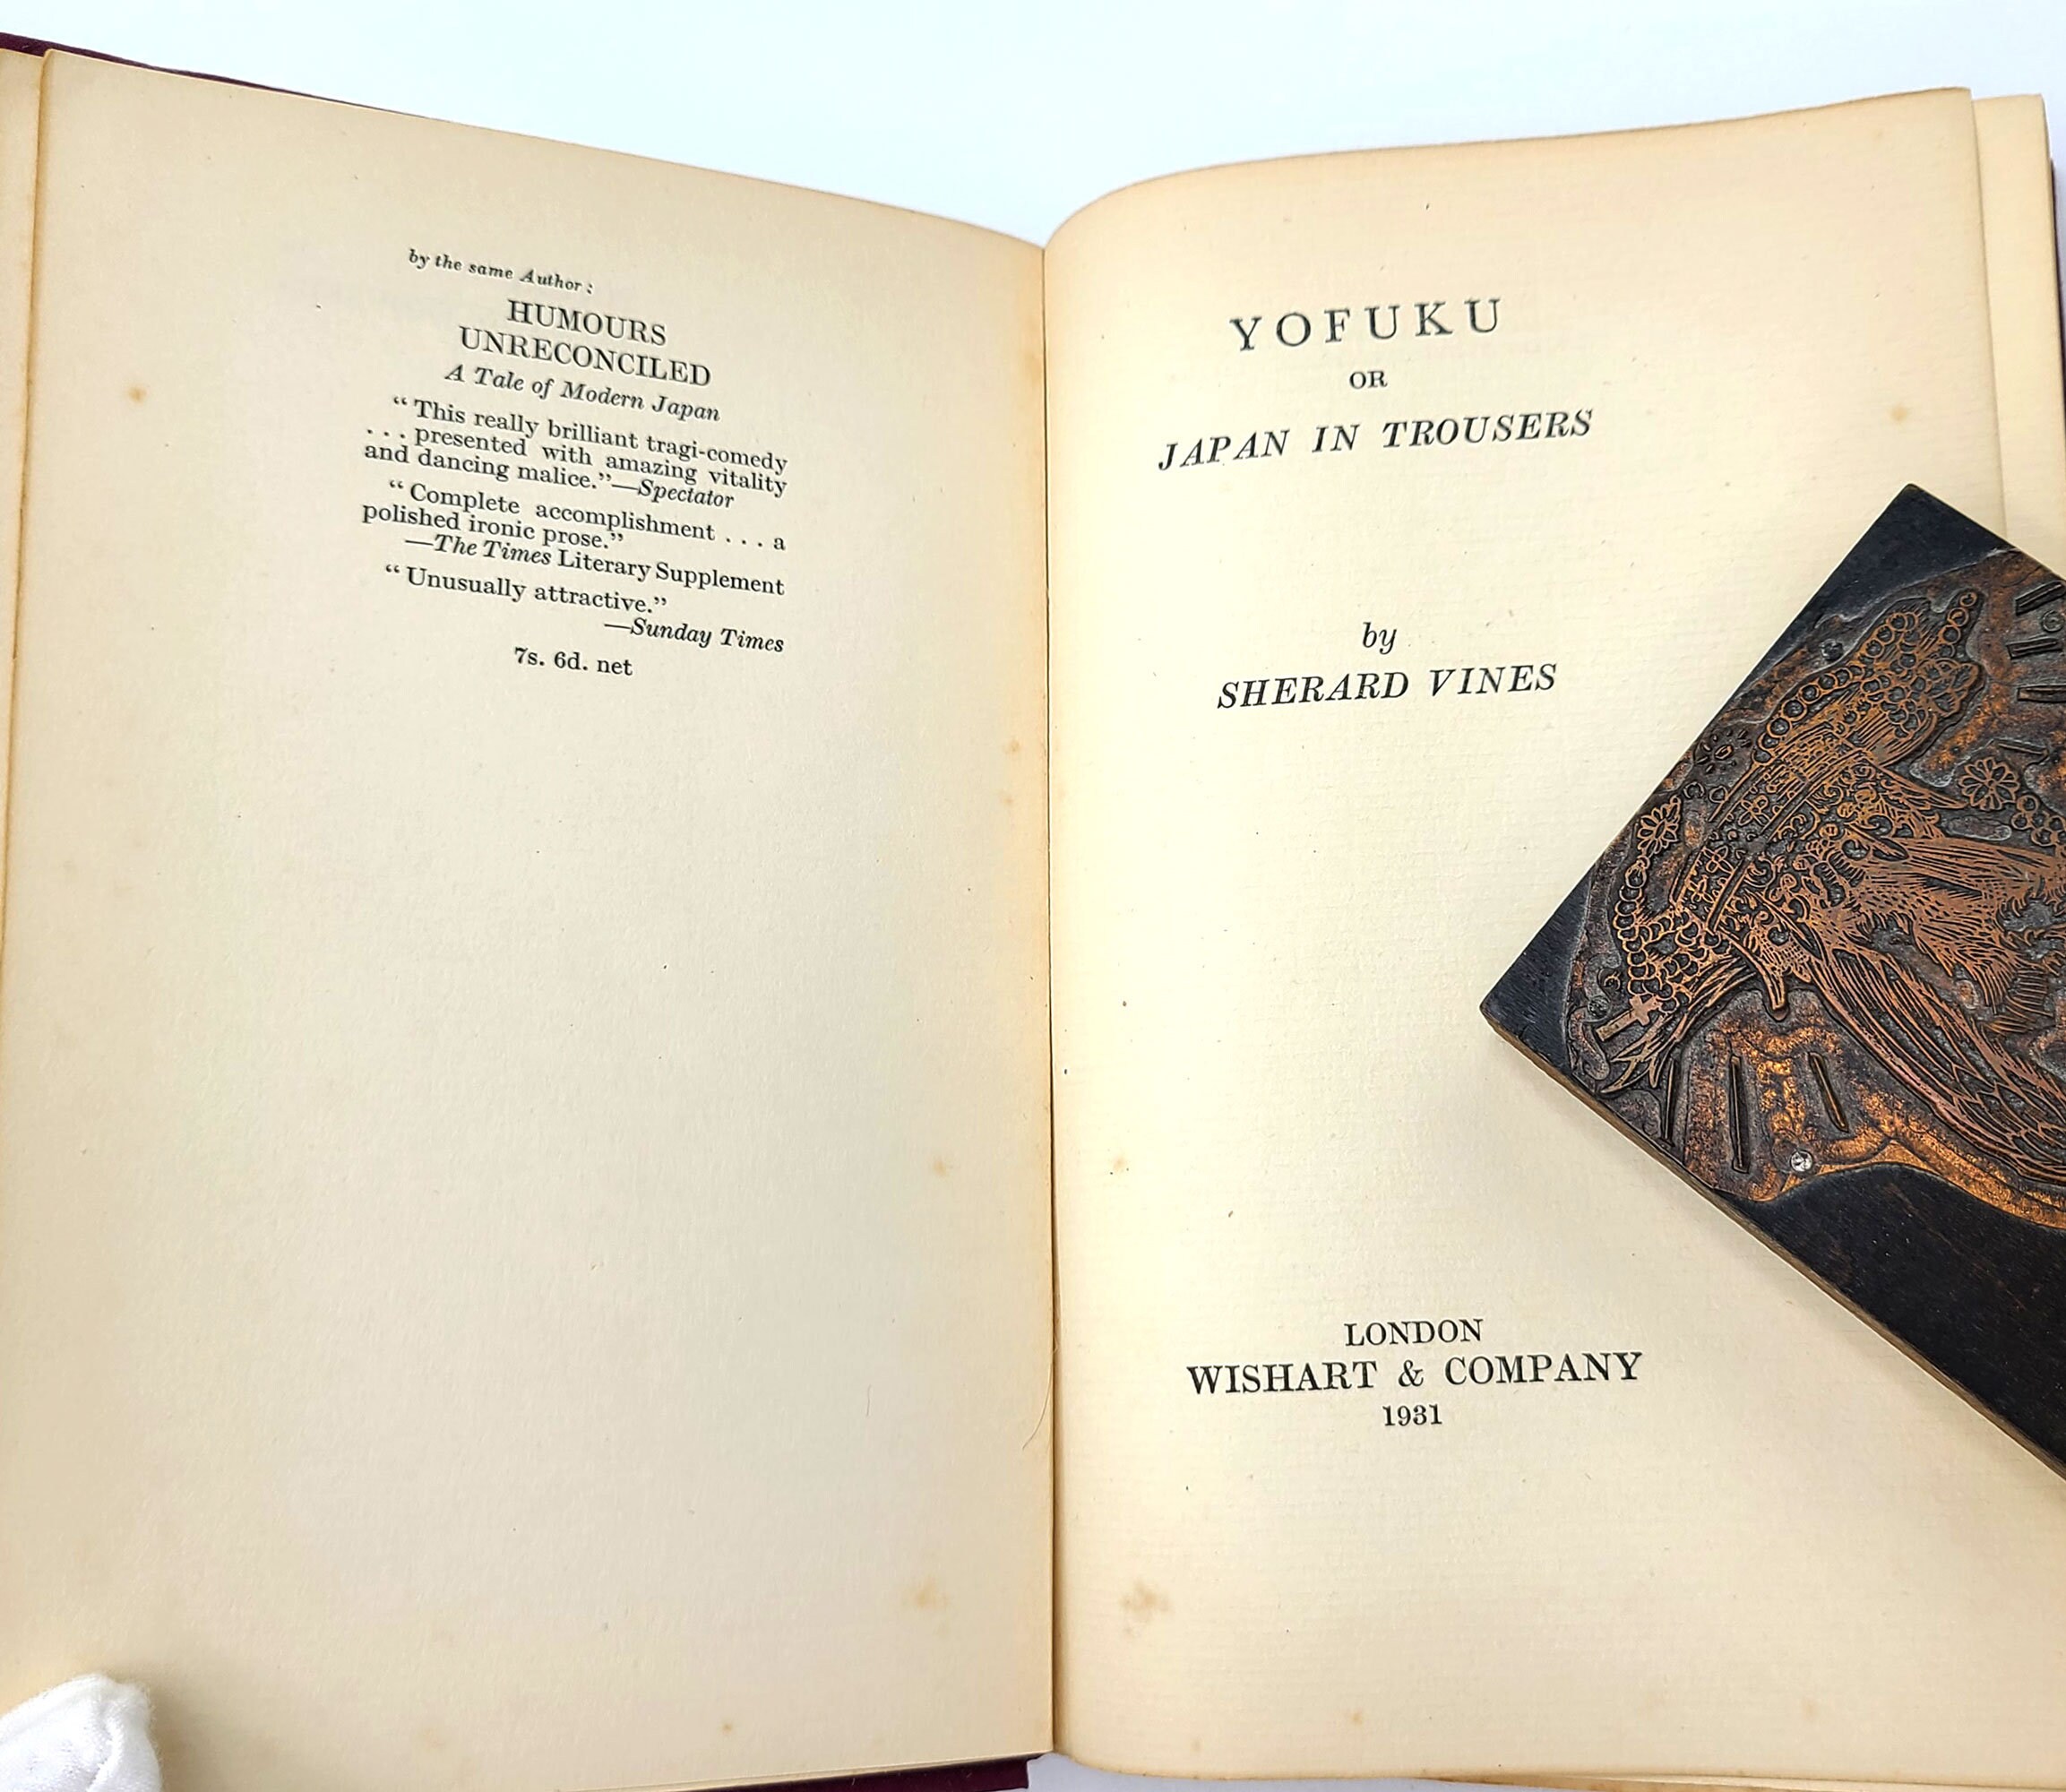 by the same Author :
HUMOURS
UNRECONCILED
A Tale of Modern Japan
“ This really brilliant tragi-comedy
. . . presented with amazing vitality
and dancing malice.”—Spectator
“ Complete accomplishment . . . a
polished ironic prose.”
—The Times Literary Supplement
“ Unusually attractive.”
—Sunday Times
7s. 6d. net
YOFUKU
OR
JAPAN IN TROUSERS
by
SHERARD VINES
LONDON
WISHART & COMPANY
1931